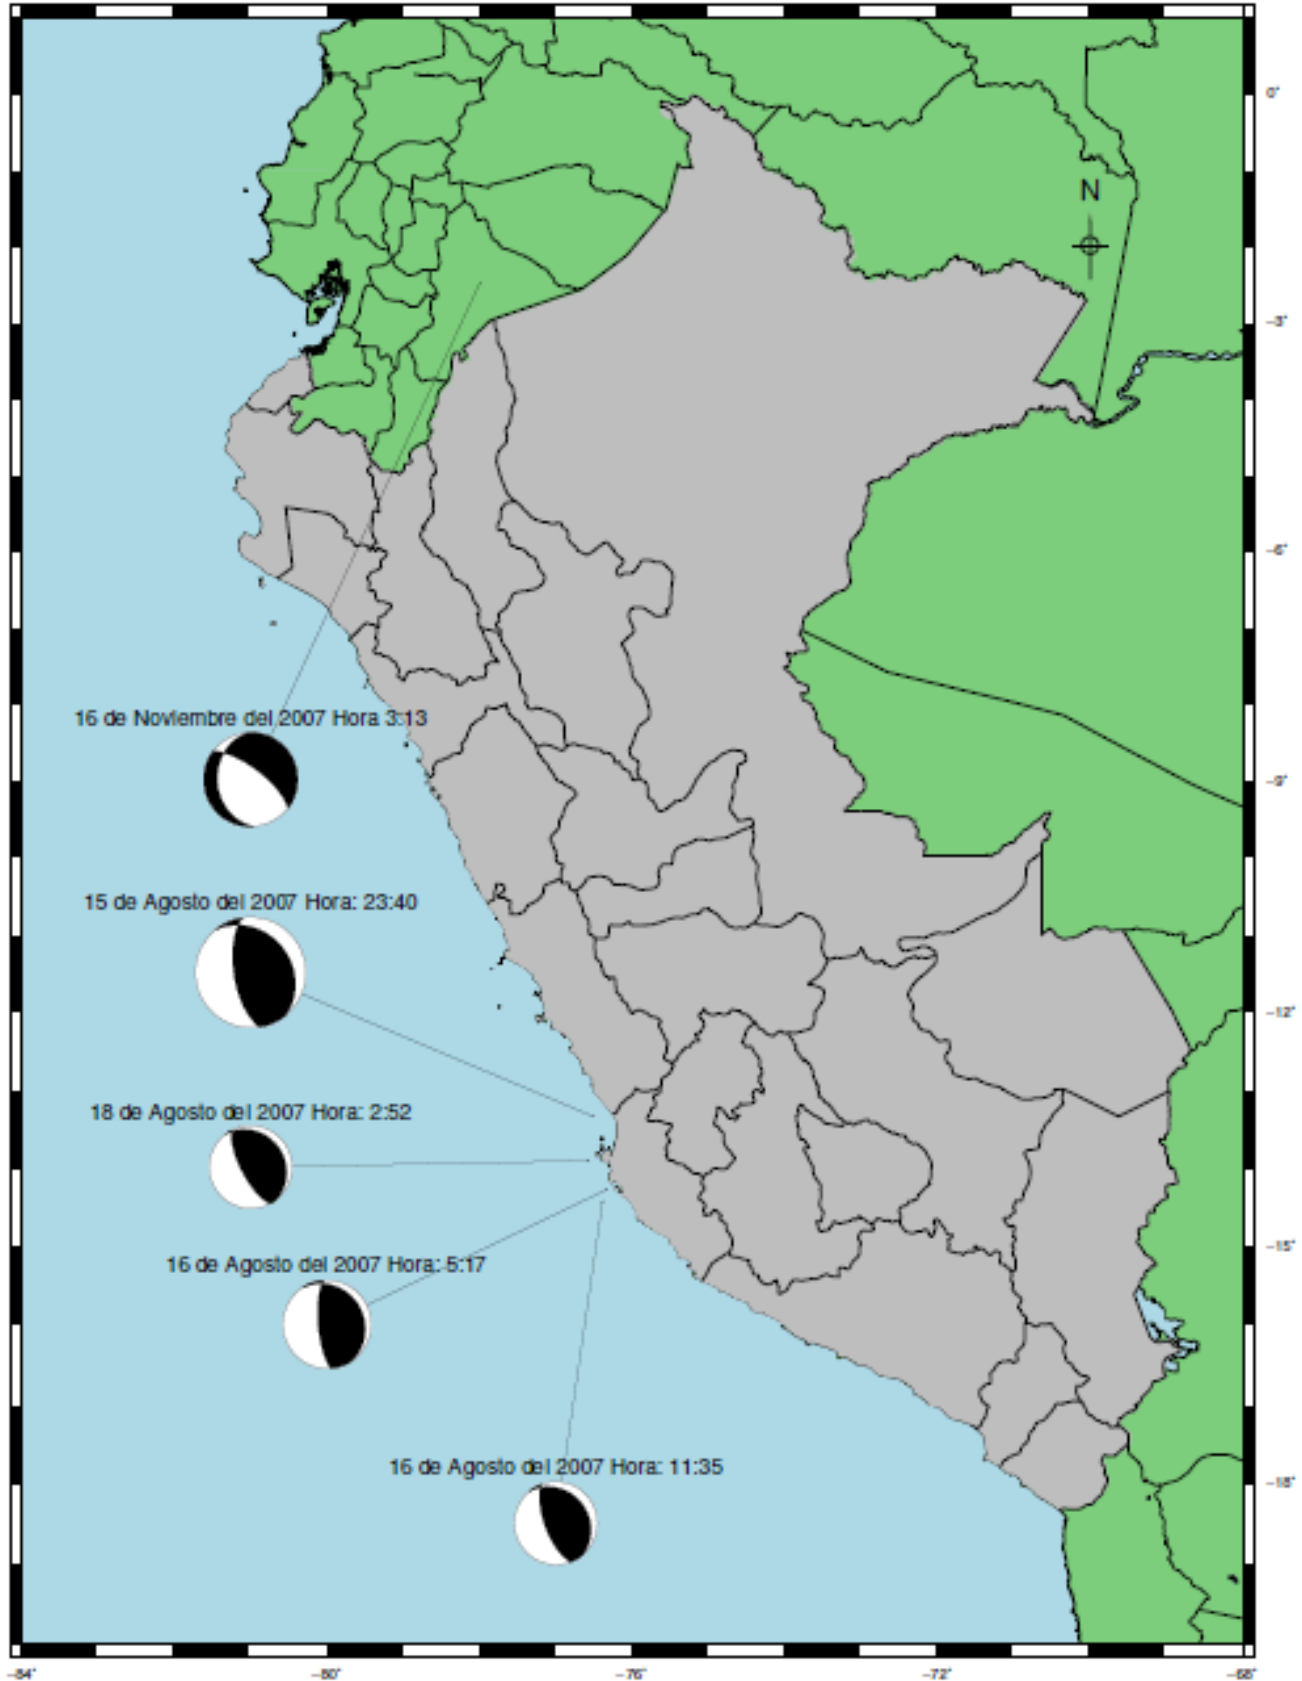 0°
N
-3°
-6°
16 de Noviembre del 2007 Hora 3:13
-9°
15 de Agosto del 2007 Hora: 23:40
-12°
18 de Agosto del 2007 Hora: 2:52
-15°
16 de Agosto del 2007 Hora: 5:17
16 de Agosto del 2007 Hora: 11:35
-18°
-84° -80° -76° -72° -68°